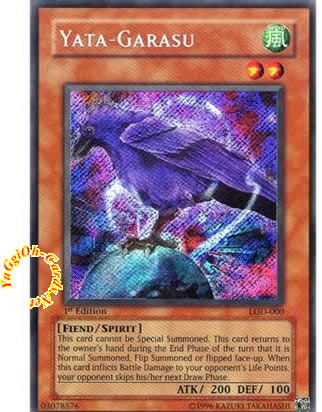 YATA-GARASU
風
YuGgiOh-Cards.Net
1st Edition
LOD-000
[FIEND/SPIRIT]
This card cannot be Special Summoned. This card returns to
the owner's hand during the End Phase of the turn that it is
Normal Summoned, Flip Summoned or flipped face-up. When
this card inflicts Battle Damage to your opponent's Life Points,
your opponent skips his/her next Draw Phase.
ATK/ 200 DEF/ 100
03078576
©1996 KAZUKI TAKAHASHI